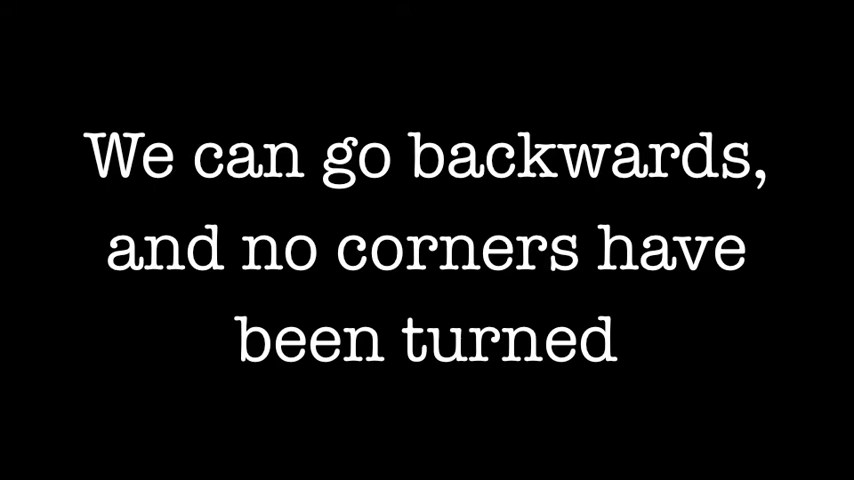 We can go backwards,
and no corners have
been turned